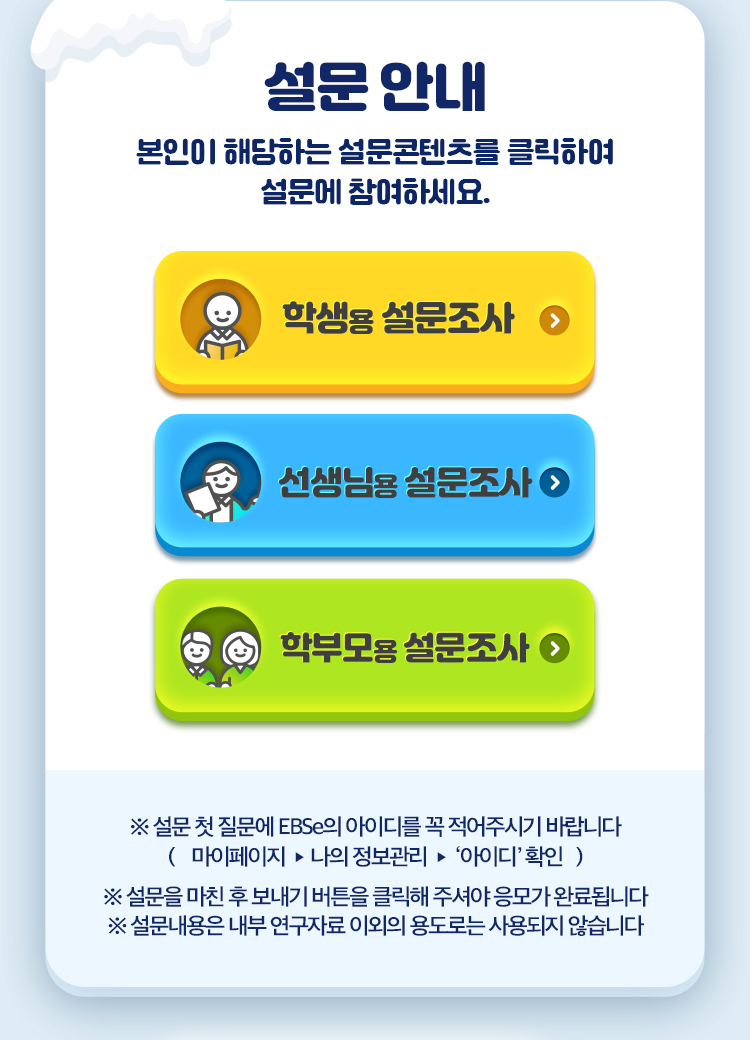 설문 안내
본인이 해당하는 설문콘텐츠를 클릭하여
설문에 참여하세요.
학생용 설문조사
선생님용 설문조사
학부모용 설문조사
※ 설문 첫 질문에 EBSe의 아이디를 꼭 적어주시기 바랍니다
( 마이페이지 ▶ 나의 정보관리 ▶ ‘아이디’ 확인 )
※ 설문을 마친 후 보내기 버튼을 클릭해 주셔야 응모가 완료됩니다
※ 설문내용은 내부 연구자료 이외의 용도로는 사용되지 않습니다